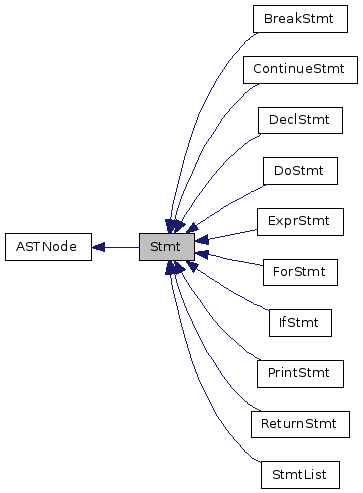 BreakStmt
ContinueStmt
DeclStmt
DoStmt
ExprStmt
ASTNode
Stmt
ForStmt
IfStmt
PrintStmt
ReturnStmt
StmtList